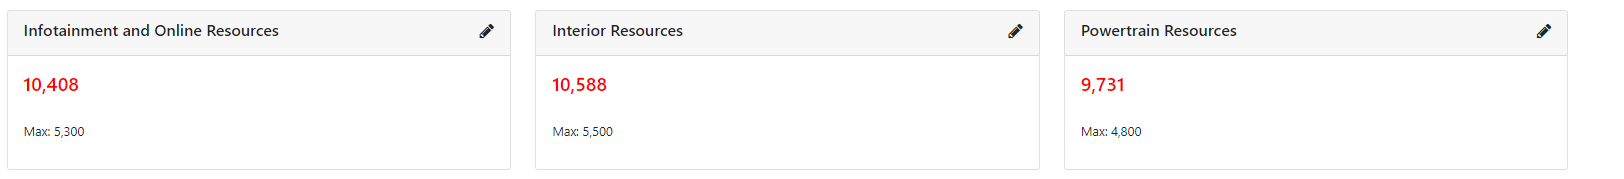 Infotainment and Online Resources
10,408
Max: 5,300
Interior Resources
10,588
Max: 5,500
Powertrain Resources
9,731
Max: 4,800